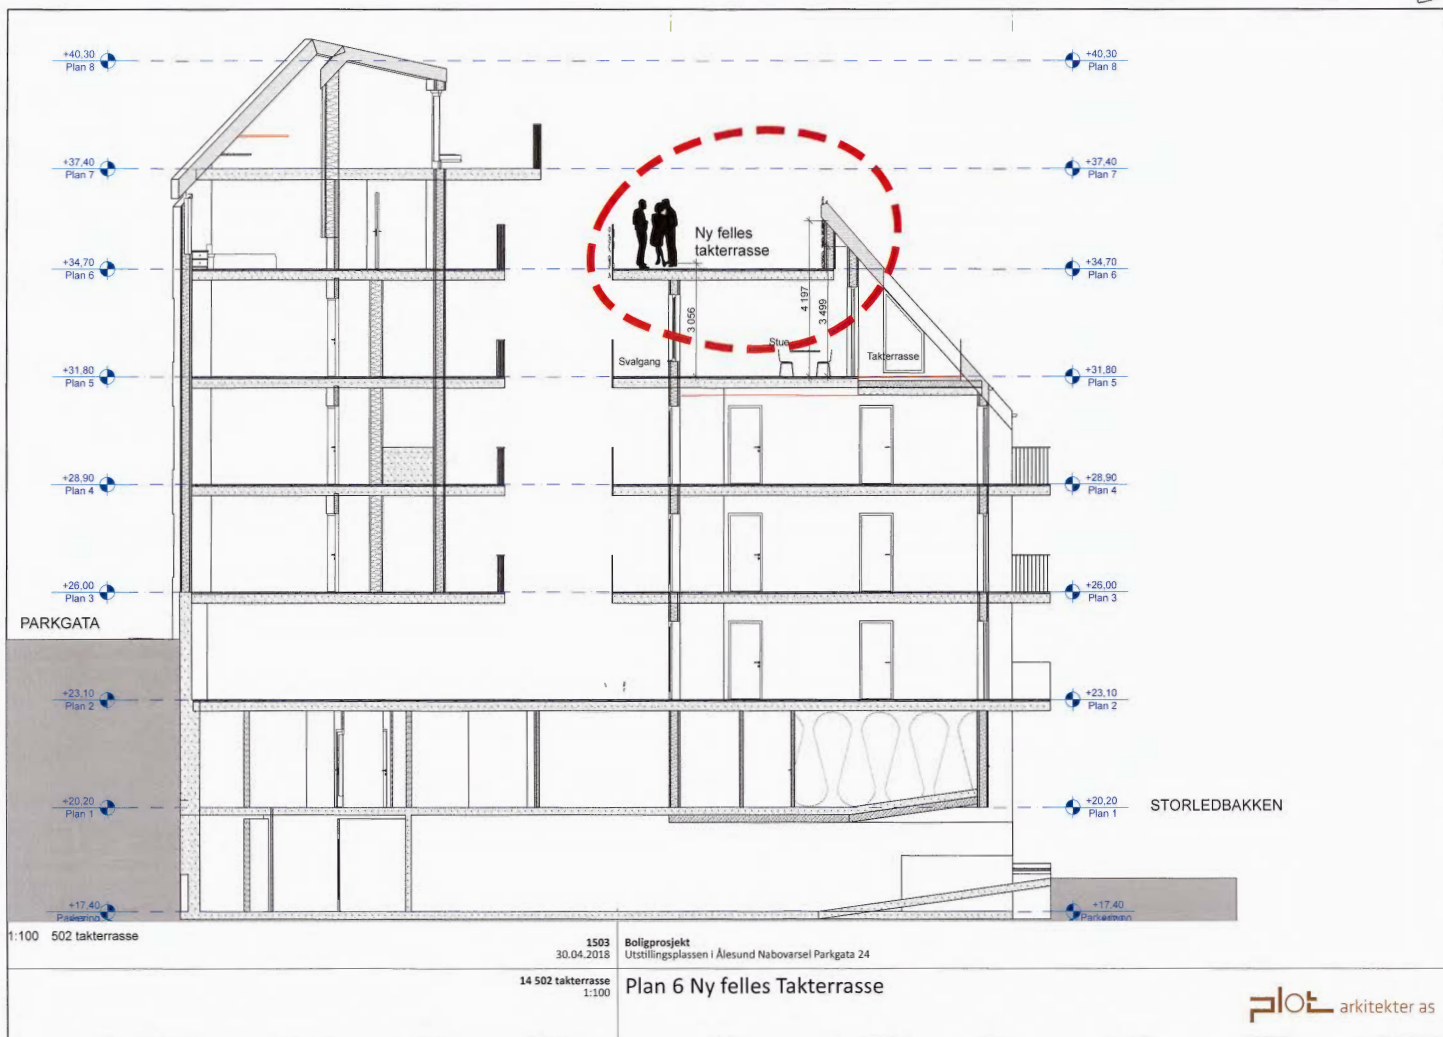 +40,30
Plan 8
+40,30
Plan 8
+37,40
Plan 7
+37,40
Plan 7
Ny felles
takterrasse
+34,70
Plan 6
+34,70
Plan 6
3 056
4 197
3 499
Svalgang
Stue
Takterrasse
+31,80
Plan 5
+31,80
Plan 5
+28,90
Plan 4
+28,90
Plan 4
+26,00
Plan 3
+26,00
Plan 3
PARKGATA
+23,10
Plan 2
+23,10
Plan 2
+20,20
Plan 1
+20,20
Plan 1
STORLEDBAKKEN
+17,40
Parkering
+17,40
Parkering
1:100 502 takterrasse
1503
30.04.2018
Boligprosjekt
Utstillingsplassen i Ålesund Nabovarsel Parkgata 24
14 502 takterrasse
1:100
Plan 6 Ny felles Takterrasse
plot arkitekter as